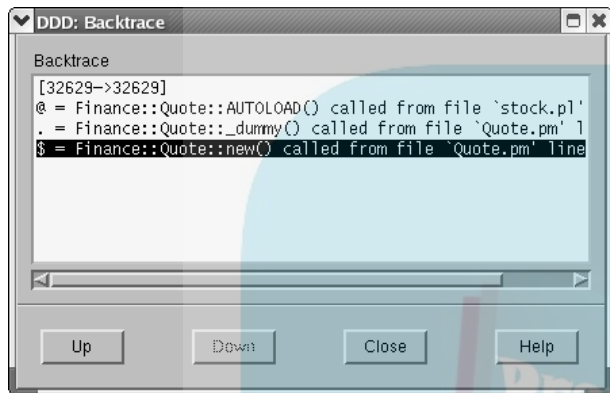 DDD: Backtrace
Backtrace
[32629->32629]
@ = Finance::Quote::AUTOLOAD() called from file `stock.pl'
. = Finance::Quote::_dummy() called from file `Quote.pm' l
$ = Finance::Quote::new() called from file `Quote.pm' line
Up Down Close Help